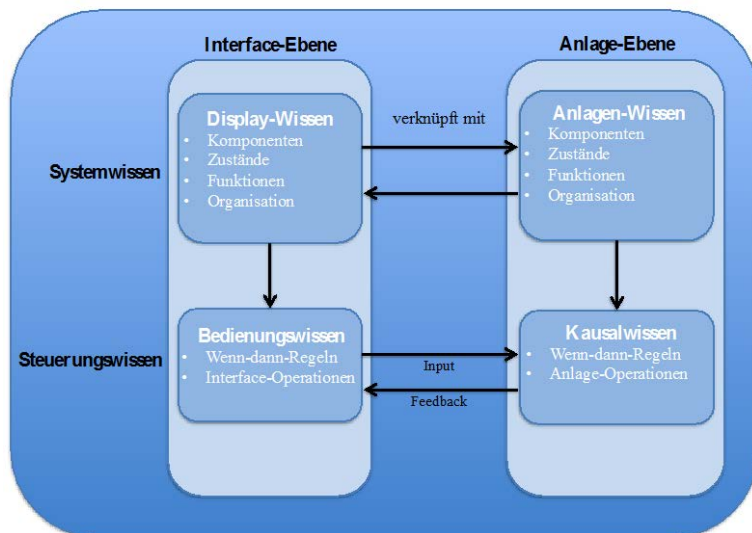 Interface-Ebene
Anlage-Ebene
Systemwissen
Display-Wissen
• Komponenten
• Zustände
• Funktionen
• Organisation
verknüpft mit
Anlagen-Wissen
• Komponenten
• Zustände
• Funktionen
• Organisation
Steuerungswissen
Bedienungswissen
• Wenn-dann-Regeln
• Interface-Operationen
Input
Feedback
Kausalwissen
• Wenn-dann-Regeln
• Anlage-Operationen